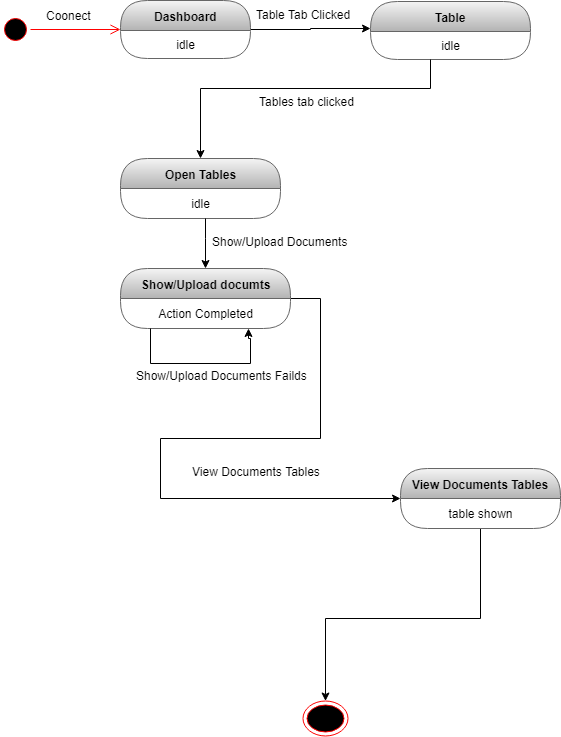 Coonect
Dashboard
idle
Table Tab Clicked
Table
idle
Tables tab clicked
Open Tables
idle
Show/Upload Documents
Show/Upload documts
Action Completed
Show/Upload Documents Failds
View Documents Tables
View Documents Tables
table shown